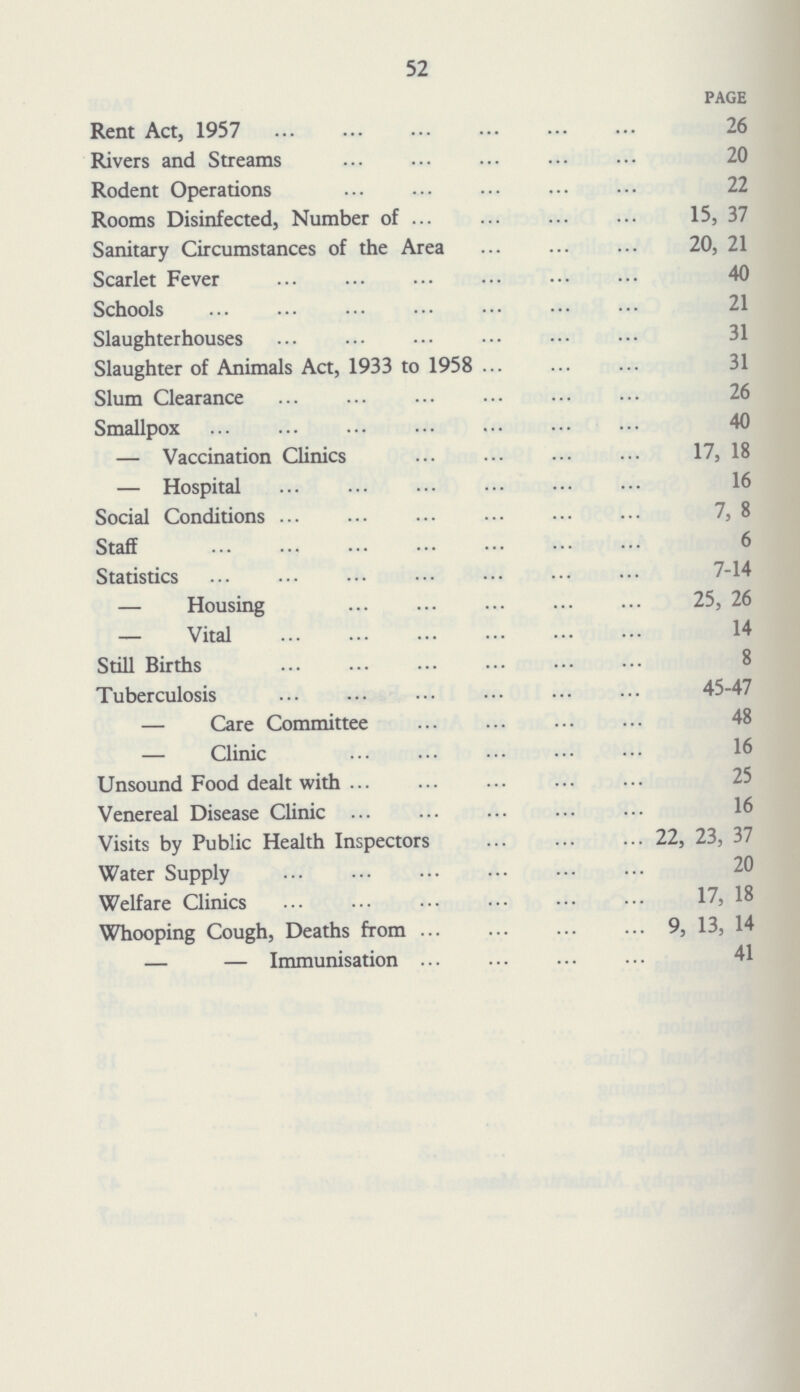 52
PAGE
Rent Act, 1957 ... ... ... ... ... ... 26
Rivers and Streams ... ... ... ... ... 20
Rodent Operations ... ... ... ... ... 22
Rooms Disinfected, Number of ... ... ... ... 15, 37
Sanitary Circumstances of the Area ... ... ... 20, 21
Scarlet Fever ... ... ... ... ... ... 40
Schools ... ... ... ... ... ... ... 21
Slaughterhouses ... ... ... ... ... ... 31
Slaughter of Animals Act, 1933 to 1958 ... ... ... 31
Slum Clearance ... ... ... ... ... ... 26
Smallpox ... ... ... ... ... ... ... 40
— Vaccination Clinics ... ... ... ... 17, 18
— Hospital ... ... ... ... ... ... 16
Social Conditions ... ... ... ... ... ... 7, 8
Staff ... ... ... ... ... ... ... 6
Statistics ... ... ... ... ... ... ... 7-14
— Housing ... ... ... ... ... 25, 26
— Vital ... ... ... ... ... ... 14
Still Births ... ... ... ... ... ... 8
Tuberculosis ... ... ... ... ... ... 45-47
— Care Committee ... ... ... ... 48
— Clinic ... ... ... ... ... 16
Unsound Food dealt with ... ... ... ... ... 25
Venereal Disease Clinic ... ... ... ... ... 16
Visits by Public Health Inspectors ... ... ... 22, 23, 37
Water Supply ... ... ... ... ... ... 20
Welfare Clinics ... ... ... ... ... ... 17, 18
Whooping Cough, Deaths from ... ... ... ... 9, 13, 14
— — Immunisation ... ... ... ... 41